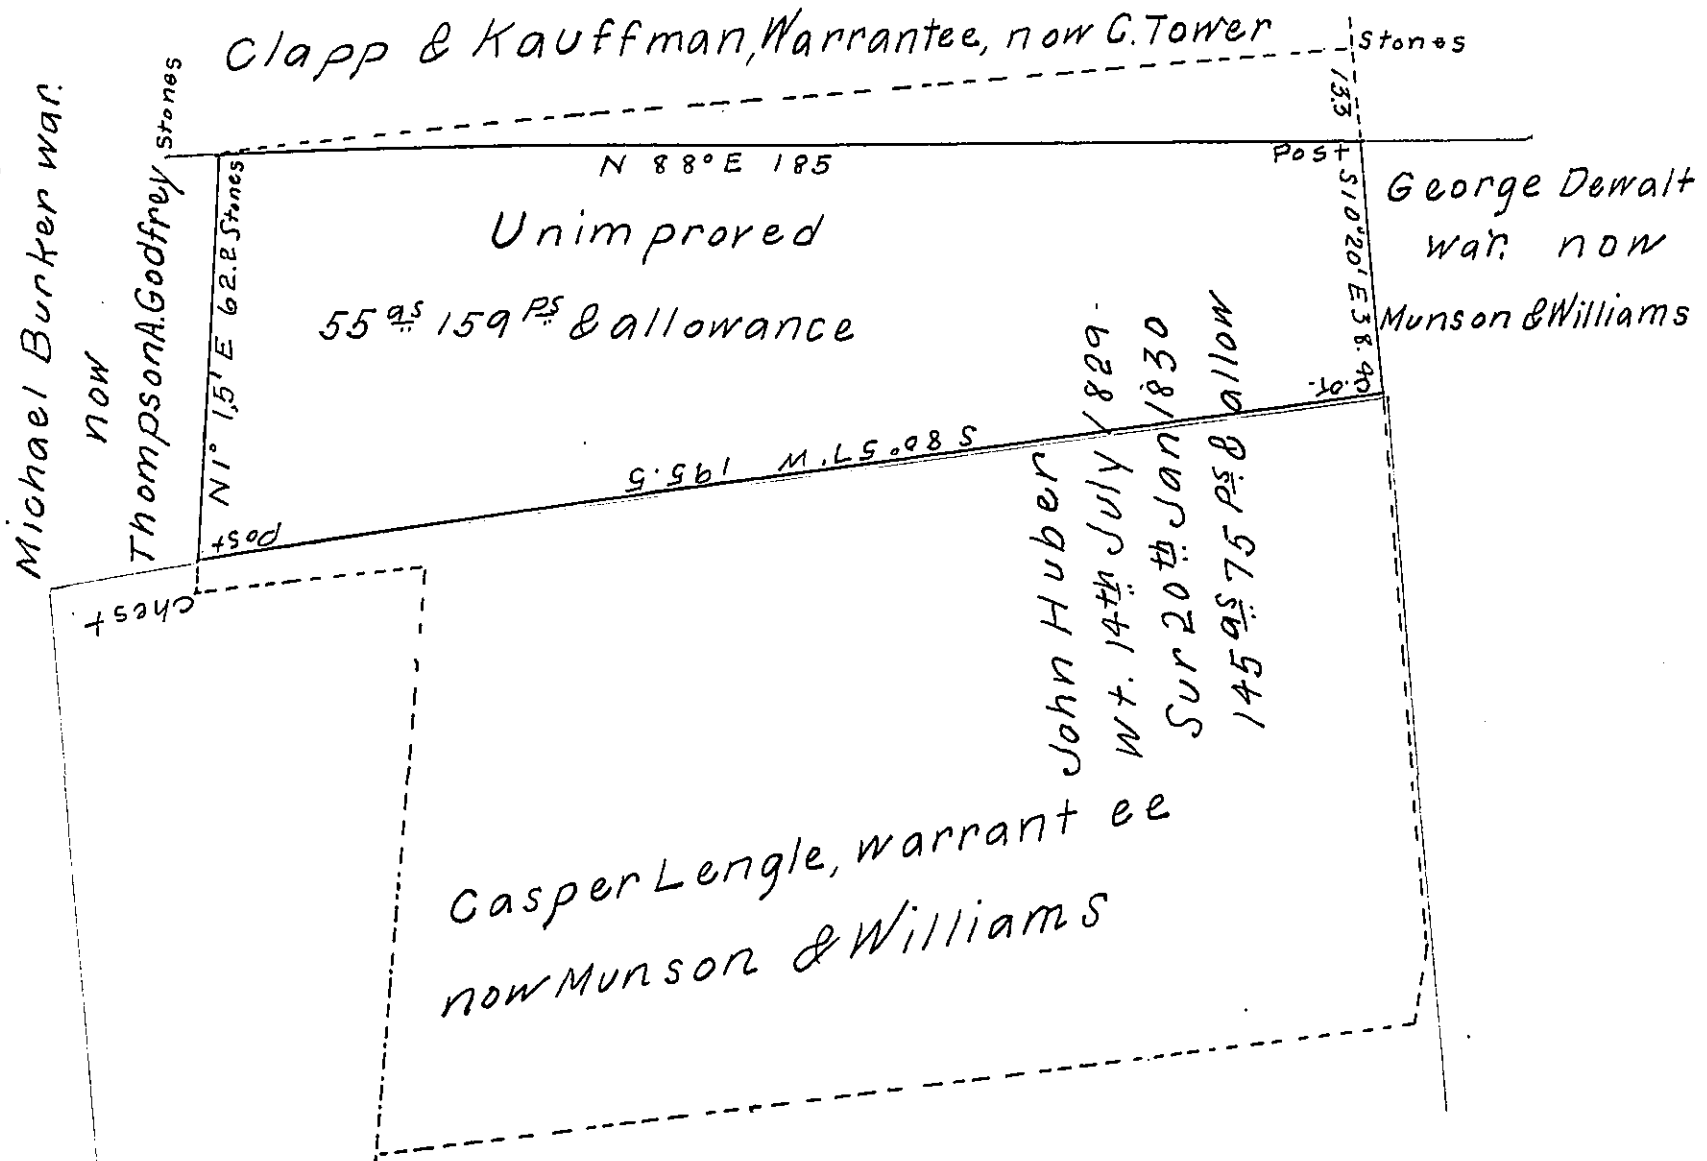 Clapp & Kauffman, Warrantee, now C. Tower
Stones
Stones
13.3
Michael Bunker war.
now
Thompson A. Godfrey
N 88° E 185
Post
Stones
N 1° 15' E 62.2
Unimproved
55 as 159 ps & allowance
S 10° 20' E 38.90
George Dewalt
war. now
Munson & Williams
S 80° 57' W 195.5
Post
Chest
John Huber
Wt. 14th July 1829.
Sur 20th Jan 1830
145 as 75 ps & allow
Casper Lengle, warrantee
now Munson & Williams